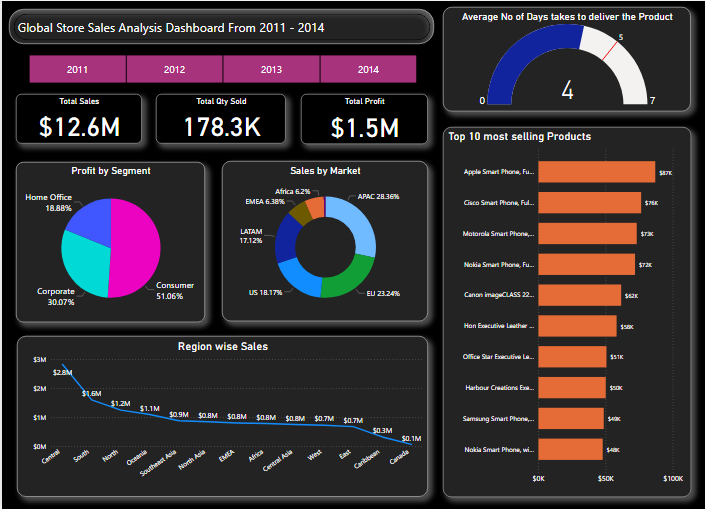 Global Store Sales Analysis Dashboard From 2011 - 2014
2011 2012 2013 2014
Total Sales
$12.6M
Total Qty Sold
178.3K
Total Profit
$1.5M
Average No of Days takes to deliver the Product
5
4
0
7
Profit by Segment
Home Office
18.88%
Corporate
30.07%
Consumer
51.06%
Sales by Market
Africa 6.2%
EMEA 6.38%
APAC 28.36%
LATAM
17.12%
US 18.17%
EU 23.24%
Top 10 most selling Products
Apple Smart Phone, Fu... $87K
Cisco Smart Phone, Ful... $76K
Motorola Smart Phone,... $73K
Nokia Smart Phone, Fu... $72K
Canon imageCLASS 22... $62K
Hon Executive Leather ... $58K
Office Star Executive Le... $51K
Harbour Creations Exe... $50K
Samsung Smart Phone,... $49K
Nokia Smart Phone, wi... $48K
$0K $50K $100K
Region wise Sales
$3M
$2M
$1M
$0M
$2.8M $1.6M $1.2M $1.1M $0.9M $0.8M $0.8M $0.8M $0.8M $0.7M $0.7M $0.3M $0.1M
Central South North Oceania Southeast Asia North Asia EMEA Africa Central Asia West East Caribbean Canada